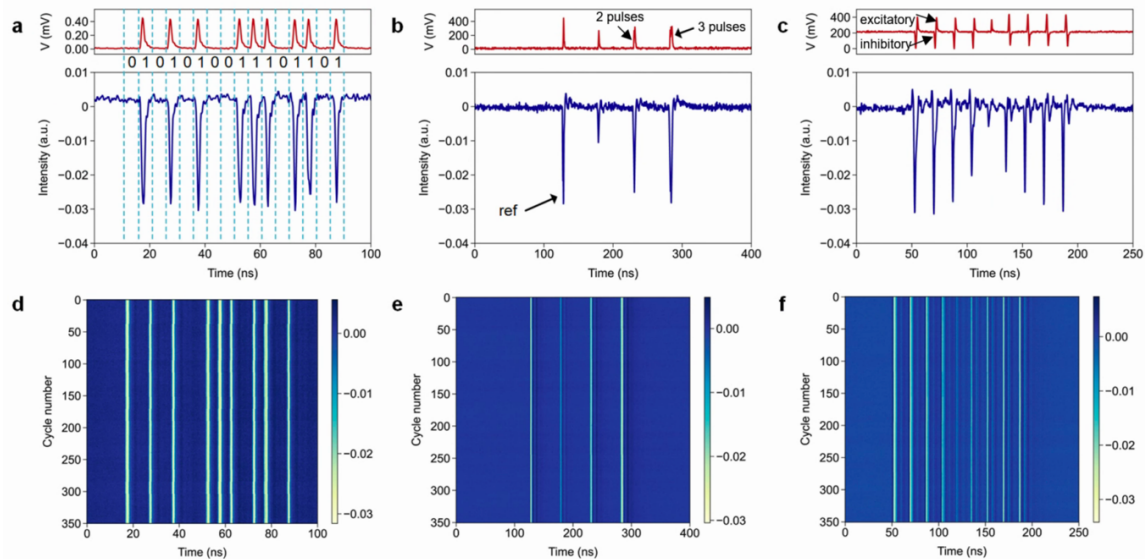 a
V (mV)
0.40
0.20
0.00
0 1 0 1 0 1 0 0 1 1 1 0 1 1 0 1
Intensity (a.u.)
0.01
0
−0.01
−0.02
−0.03
−0.04
0 20 40 60 80 100
Time (ns)
b
V (mV)
400
200
0
2 pulses
3 pulses
Intensity (a.u.)
0.01
0
−0.01
−0.02
−0.03
−0.04
ref
0 100 200 300 400
Time (ns)
c
V (mV)
400
200
0
excitatory
inhibitory
Intensity (a.u.)
0.01
0
−0.01
−0.02
−0.03
−0.04
0 50 100 150 200 250
Time (ns)
d
Cycle number
0
50
100
150
200
250
300
350
0 20 40 60 80 100
Time (ns)
0.00
−0.01
−0.02
−0.03
e
Cycle number
0
50
100
150
200
250
300
350
0 100 200 300 400
Time (ns)
0.00
−0.01
−0.02
−0.03
f
Cycle number
0
50
100
150
200
250
300
350
0 50 100 150 200 250
Time (ns)
0.00
−0.01
−0.02
−0.03